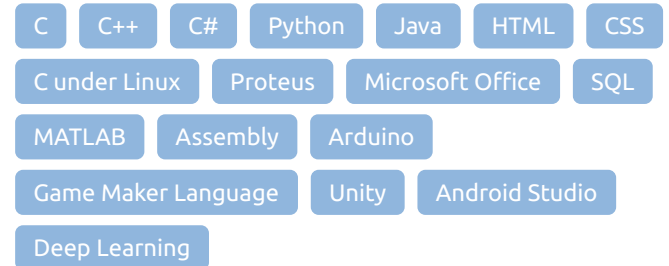 C C++ C# Python Java HTML CSS
C under Linux Proteus Microsoft Office SQL
MATLAB Assembly Arduino
Game Maker Language Unity Android Studio
Deep Learning